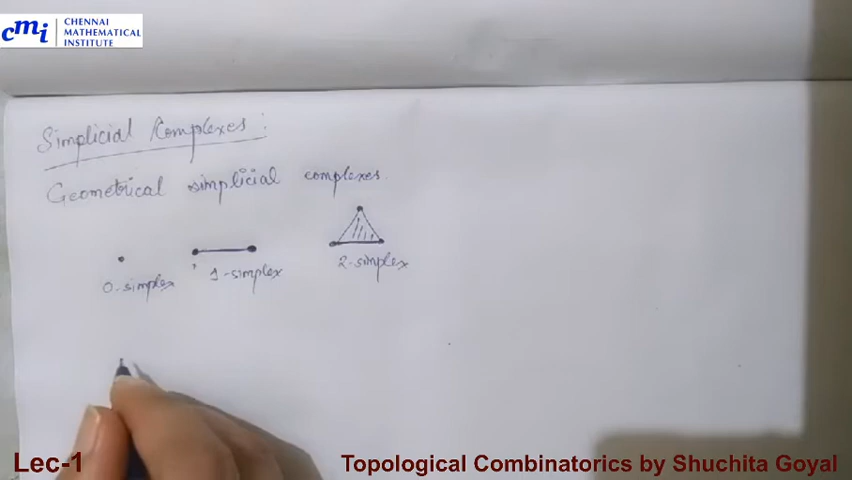 cmi CHENNAI
MATHEMATICAL
INSTITUTE
Simplicial Complexes :
Geometrical simplicial complexes.
0-simplex 1-simplex 2-simplex
Lec-1 Topological Combinatorics by Shuchita Goyal